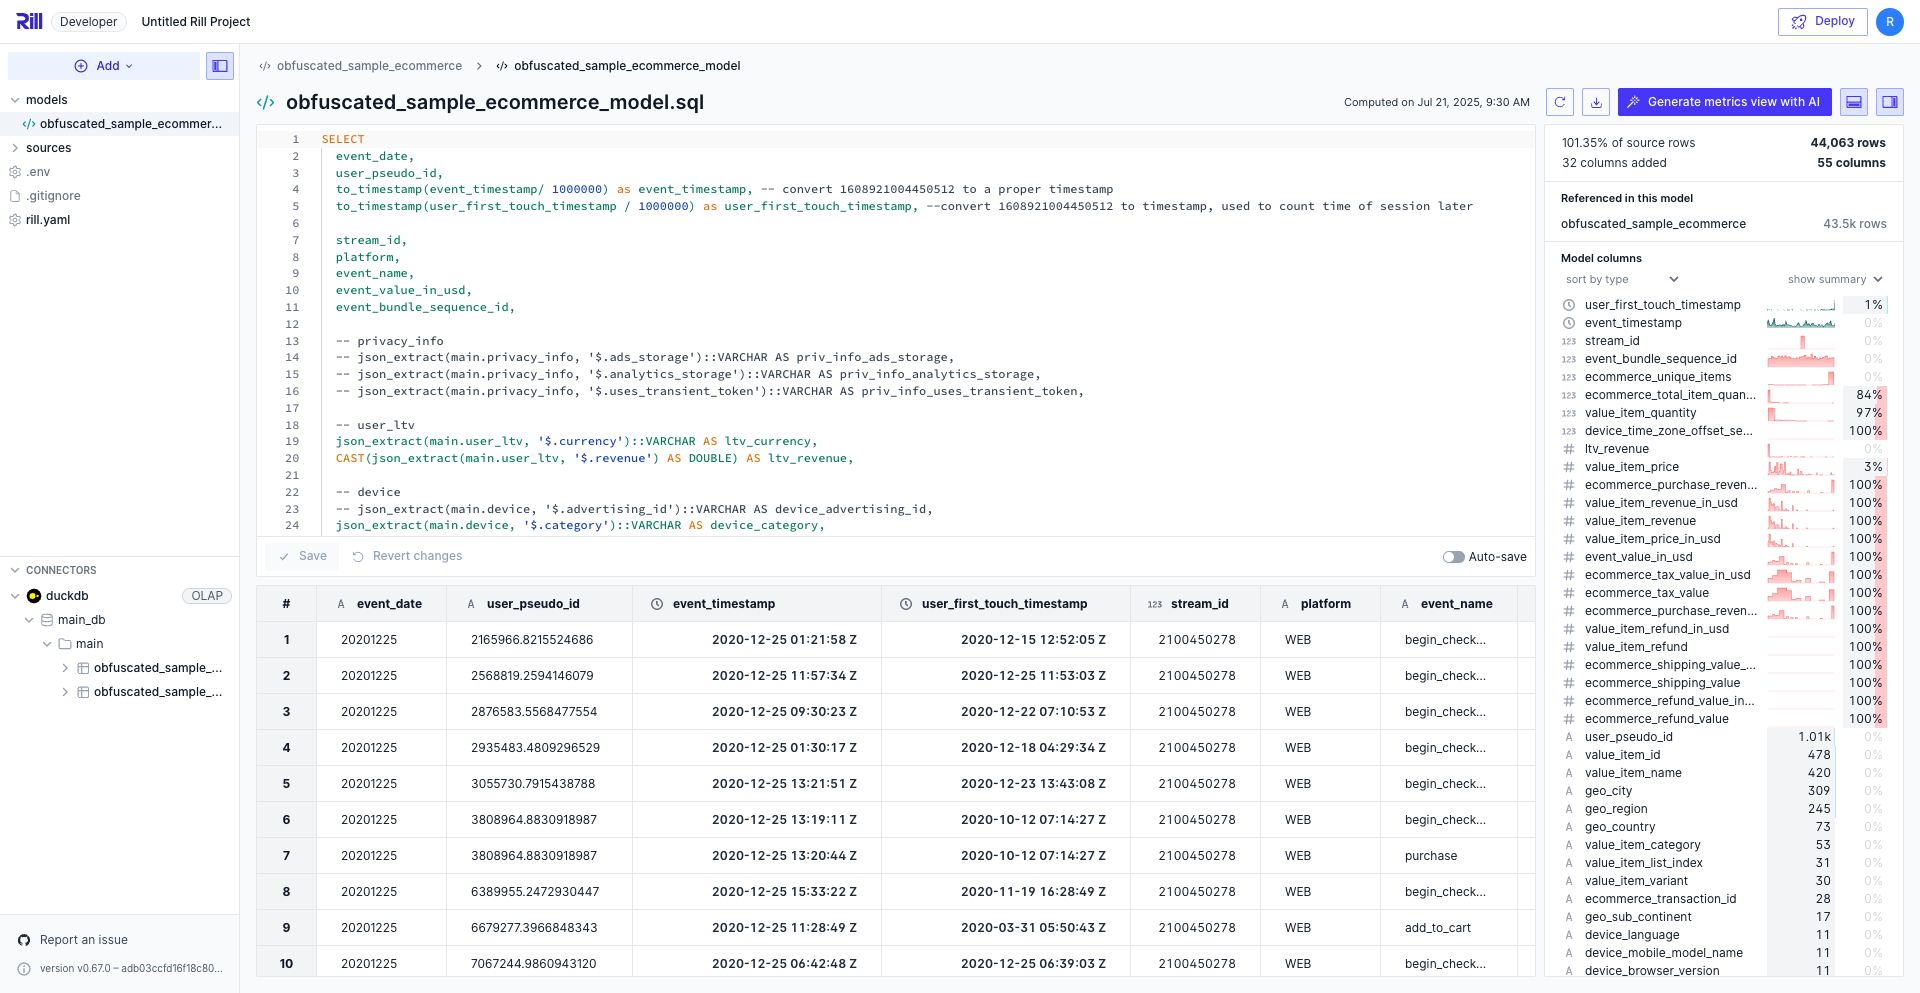 Rill Developer Untitled Rill Project Deploy R
Add
models
obfuscated_sample_ecommer...
sources
.env
.gitignore
rill.yaml
CONNECTORS
duckdb OLAP
main_db
main
obfuscated_sample_...
obfuscated_sample_...
Report an issue
version v0.67.0 – adb03ccfd16f18c80...
obfuscated_sample_ecommerce > obfuscated_sample_ecommerce_model
obfuscated_sample_ecommerce_model.sql
Computed on Jul 21, 2025, 9:30 AM
Generate metrics view with AI
1 SELECT
2 event_date,
3 user_pseudo_id,
4 to_timestamp(event_timestamp/ 1000000) as event_timestamp, -- convert 1608921004450512 to a proper timestamp
5 to_timestamp(user_first_touch_timestamp / 1000000) as user_first_touch_timestamp, --convert 1608921004450512 to timestamp, used to count time of session later
6
7 stream_id,
8 platform,
9 event_name,
10 event_value_in_usd,
11 event_bundle_sequence_id,
12
13 -- privacy_info
14 -- json_extract(main.privacy_info, '$.ads_storage')::VARCHAR AS priv_info_ads_storage,
15 -- json_extract(main.privacy_info, '$.analytics_storage')::VARCHAR AS priv_info_analytics_storage,
16 -- json_extract(main.privacy_info, '$.uses_transient_token')::VARCHAR AS priv_info_uses_transient_token,
17
18 -- user_ltv
19 json_extract(main.user_ltv, '$.currency')::VARCHAR AS ltv_currency,
20 CAST(json_extract(main.user_ltv, '$.revenue') AS DOUBLE) AS ltv_revenue,
21
22 -- device
23 -- json_extract(main.device, '$.advertising_id')::VARCHAR AS device_advertising_id,
24 json_extract(main.device, '$.category')::VARCHAR AS device_category,
Save Revert changes Auto-save
# A event_date A user_pseudo_id event_timestamp user_first_touch_timestamp 123 stream_id A platform A event_name
1 20201225 2165966.8215524686 2020-12-25 01:21:58 Z 2020-12-15 12:52:05 Z 2100450278 WEB begin_check...
2 20201225 2568819.2594146079 2020-12-25 11:57:34 Z 2020-12-25 11:53:03 Z 2100450278 WEB begin_check...
3 20201225 2876583.5568477554 2020-12-25 09:30:23 Z 2020-12-22 07:10:53 Z 2100450278 WEB begin_check...
4 20201225 2935483.4809296529 2020-12-25 01:30:17 Z 2020-12-18 04:29:34 Z 2100450278 WEB begin_check...
5 20201225 3055730.7915438788 2020-12-25 13:21:51 Z 2020-12-23 13:43:08 Z 2100450278 WEB begin_check...
6 20201225 3808964.8830918987 2020-12-25 13:19:11 Z 2020-10-12 07:14:27 Z 2100450278 WEB begin_check...
7 20201225 3808964.8830918987 2020-12-25 13:20:44 Z 2020-10-12 07:14:27 Z 2100450278 WEB purchase
8 20201225 6389955.2472930447 2020-12-25 15:33:22 Z 2020-11-19 16:28:49 Z 2100450278 WEB begin_check...
9 20201225 6679277.3966848343 2020-12-25 11:28:49 Z 2020-03-31 05:50:43 Z 2100450278 WEB add_to_cart
10 20201225 7067244.9860943120 2020-12-25 06:42:48 Z 2020-12-25 06:39:03 Z 2100450278 WEB begin_check...
101.35% of source rows 44,063 rows
32 columns added 55 columns
Referenced in this model
obfuscated_sample_ecommerce 43.5k rows
Model columns
sort by type show summary
user_first_touch_timestamp 1%
event_timestamp 0%
123 stream_id 0%
123 event_bundle_sequence_id 0%
123 ecommerce_unique_items 0%
123 ecommerce_total_item_quan... 84%
123 value_item_quantity 97%
123 device_time_zone_offset_se... 100%
# ltv_revenue 0%
# value_item_price 3%
# ecommerce_purchase_reven... 100%
# value_item_revenue_in_usd 100%
# value_item_revenue 100%
# value_item_price_in_usd 100%
# event_value_in_usd 100%
# ecommerce_tax_value_in_usd 100%
# ecommerce_tax_value 100%
# ecommerce_purchase_reven... 100%
# value_item_refund_in_usd 100%
# value_item_refund 100%
# ecommerce_shipping_value_... 100%
# ecommerce_shipping_value 100%
# ecommerce_refund_value_in... 100%
# ecommerce_refund_value 100%
A user_pseudo_id 1.01k 0%
A value_item_id 478 0%
A value_item_name 420 0%
A geo_city 309 0%
A geo_region 245 0%
A geo_country 73 0%
A value_item_category 53 0%
A value_item_list_index 31 0%
A value_item_variant 30 0%
A ecommerce_transaction_id 28 0%
A geo_sub_continent 17 0%
A device_language 11 0%
A device_mobile_model_name 11 0%
A device_browser_version 11 0%